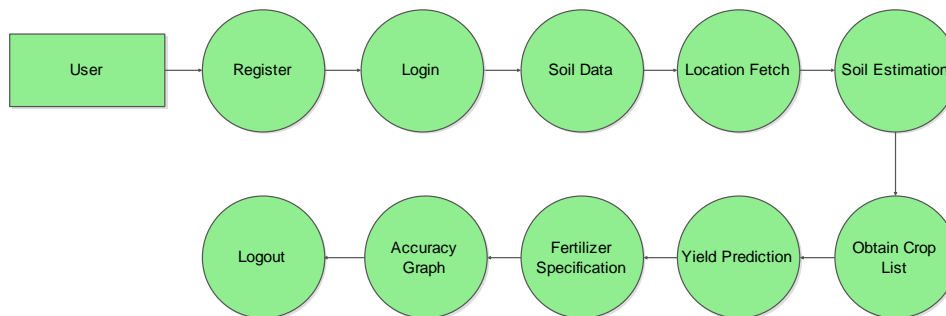 User
Register
Login
Soil Data
Location Fetch
Soil Estimation
Logout
Accuracy
Graph
Fertilizer
Specification
Yield Prediction
Obtain Crop
List